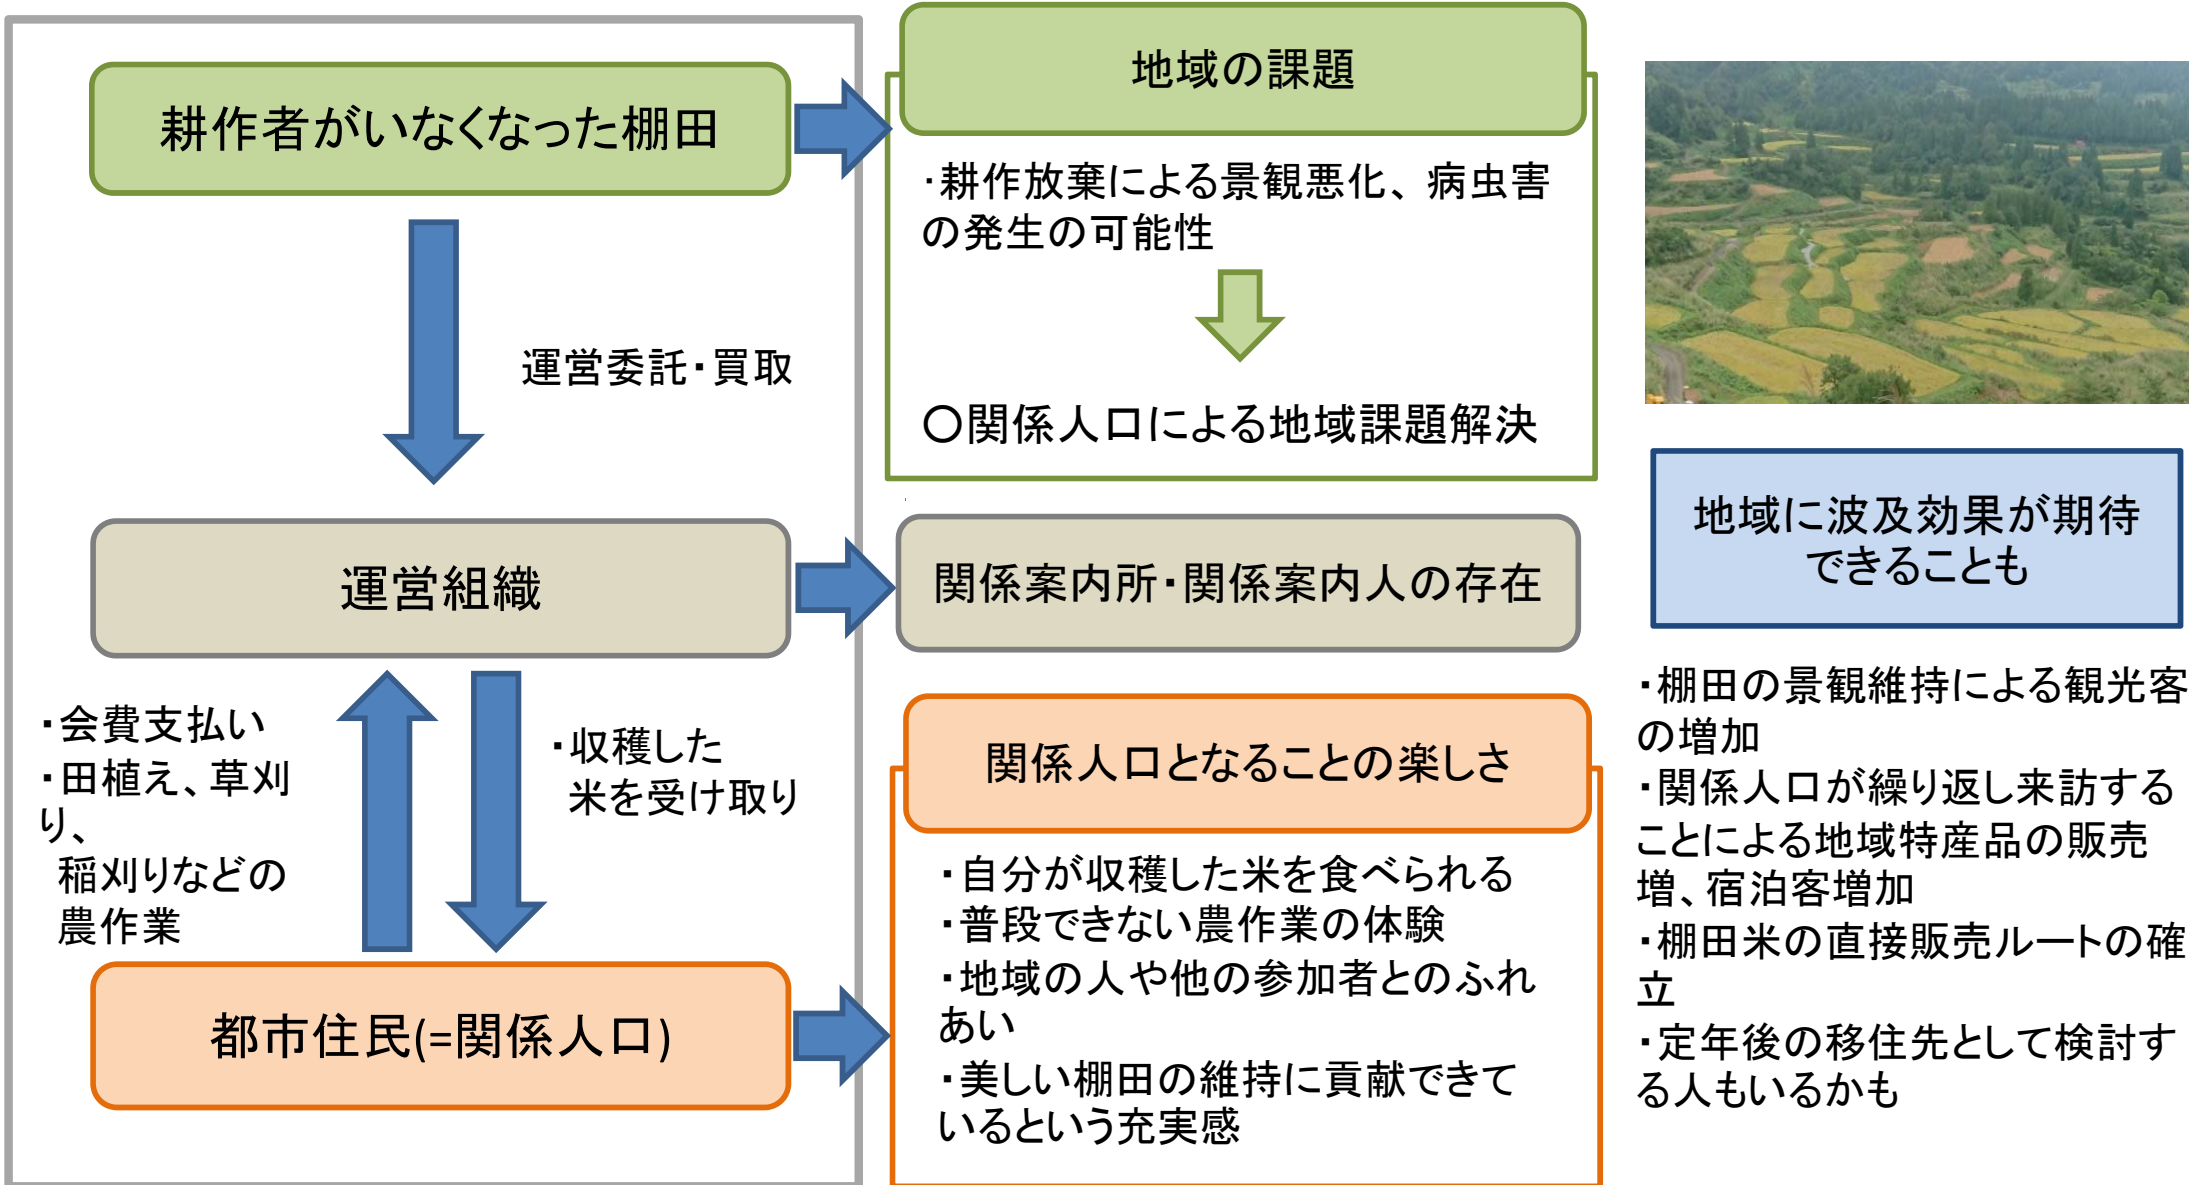 耕作者がいなくなった棚田
運営委託・買取
運営組織
・会費支払い
・田植え、草刈
り、
稲刈りなどの
農作業
・収穫した
米を受け取り
都市住民(=関係人口)
地域の課題
・耕作放棄による景観悪化、病虫害
の発生の可能性
〇関係人口による地域課題解決
関係案内所・関係案内人の存在
関係人口となることの楽しさ
・自分が収穫した米を食べられる
・普段できない農作業の体験
・地域の人や他の参加者とのふれ
あい
・美しい棚田の維持に貢献できて
いるという充実感
地域に波及効果が期待
できることも
・棚田の景観維持による観光客
の増加
・関係人口が繰り返し来訪する
ことによる地域特産品の販売
増、宿泊客増加
・棚田米の直接販売ルートの確
立
・定年後の移住先として検討す
る人もいるかも